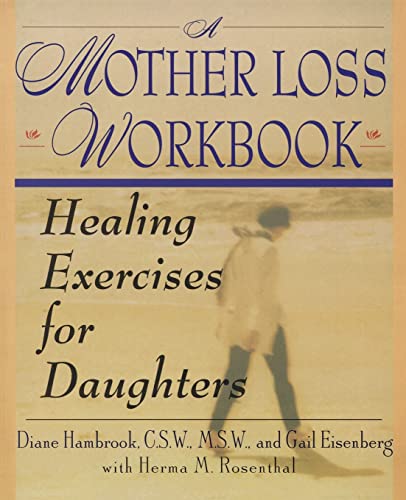 A
MOTHER LOSS
WORKBOOK
Healing
Exercises
for
Daughters
Diane Hambrook, C.S.W., M.S.W., and Gail Eisenberg
with Herma M. Rosenthal